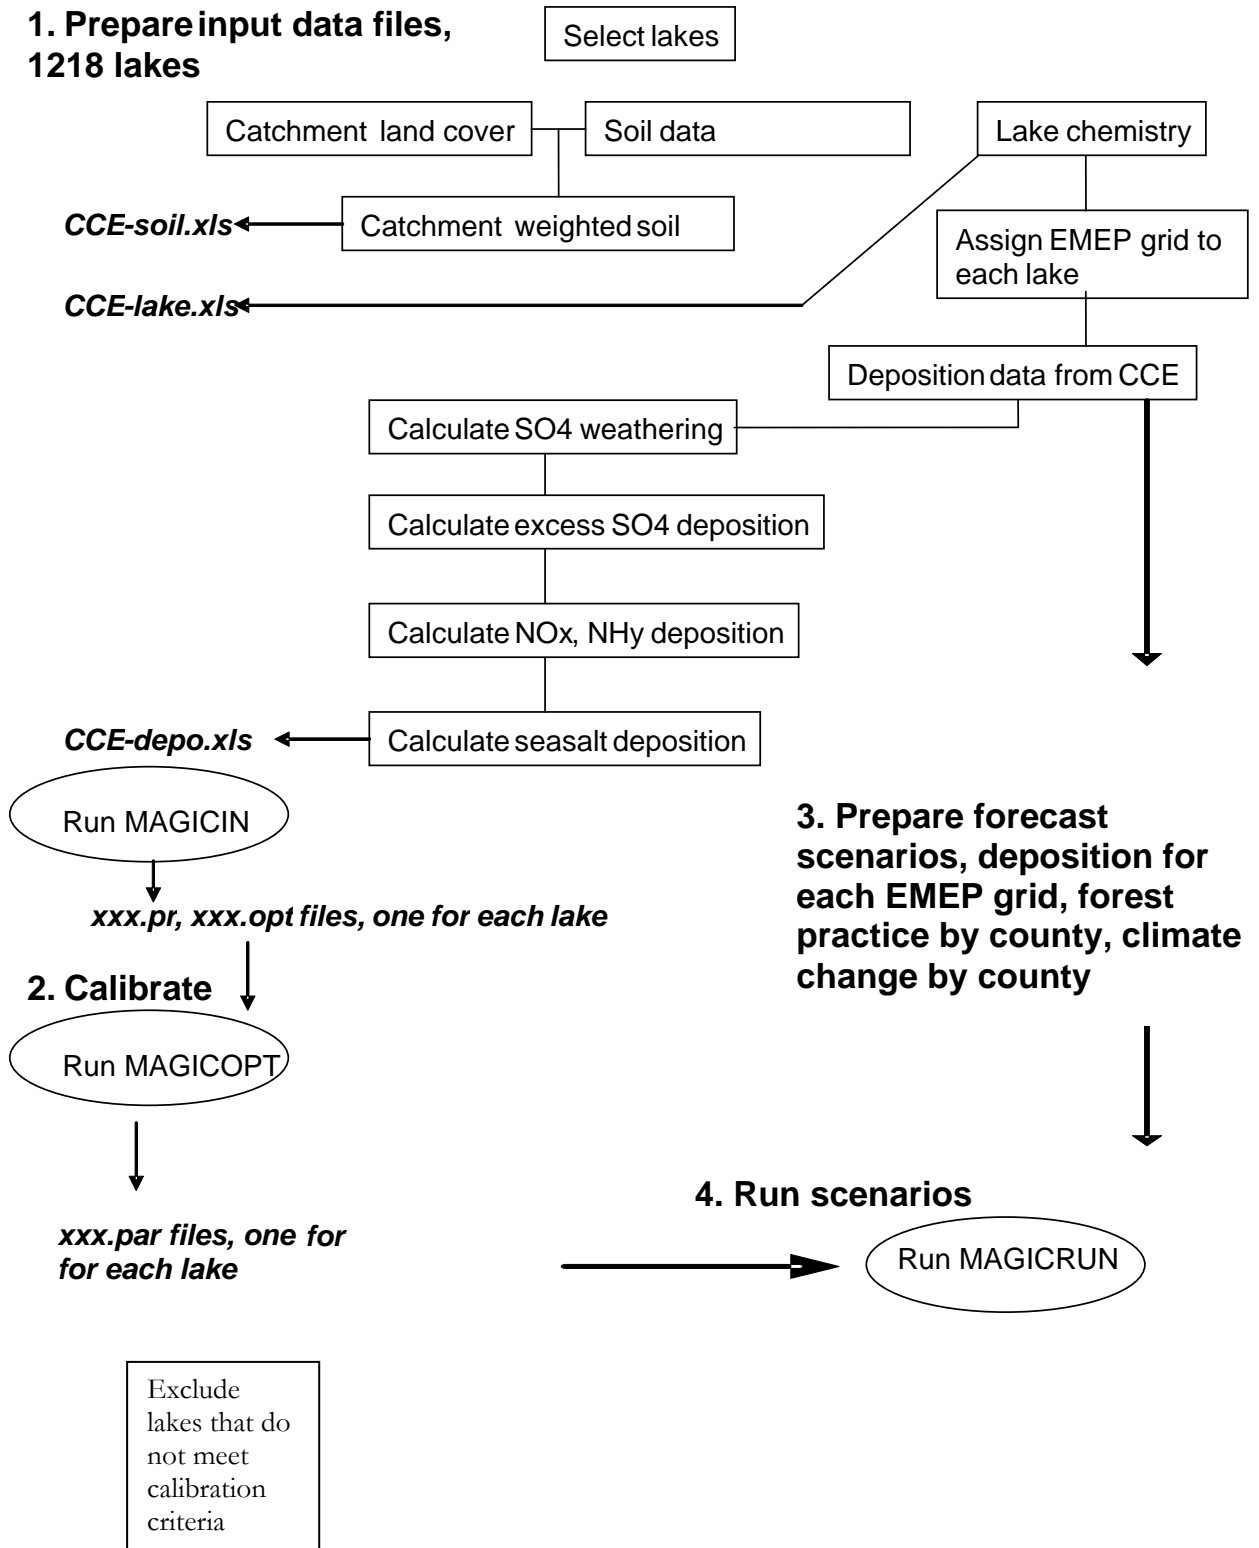 1. Prepare input data files,
1218 lakes
Select lakes
Catchment land cover
Soil data
Lake chemistry
CCE-soil.xls
Catchment weighted soil
Assign EMEP grid to
each lake
CCE-lake.xls
Deposition data from CCE
Calculate SO4 weathering
Calculate excess SO4 deposition
Calculate NOx, NHy deposition
CCE-depo.xls
Calculate seasalt deposition
Run MAGICIN
xxx.pr, xxx.opt files, one for each lake
3. Prepare forecast
scenarios, deposition for
each EMEP grid, forest
practice by county, climate
change by county
2. Calibrate
Run MAGICOPT
xxx.par files, one for
for each lake
4. Run scenarios
Run MAGICRUN
Exclude
lakes that do
not meet
calibration
criteria